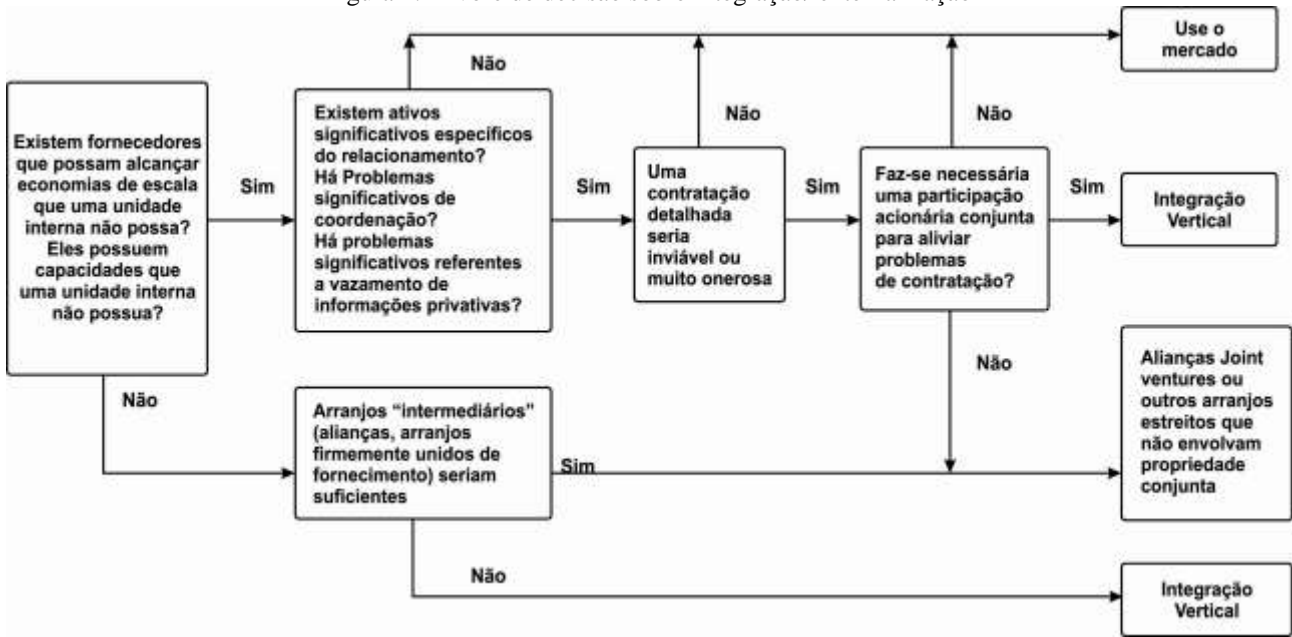 Use o
mercado
Não
Existem fornecedores
que possam alcançar
economias de escala
que uma unidade
interna não possa?
Eles possuem
capacidades que
uma unidade interna
não possua?
Sim
Existem ativos
significativos específicos
do relacionamento?
Há Problemas
significativos de
coordenação?
Há problemas
significativos referentes
a vazamento de
informações privativas?
Sim
Não
Uma
contratação
detalhada
seria
inviável ou
muito onerosa
Sim
Não
Faz-se necessária
uma participação
acionária conjunta
para aliviar
problemas
de contratação?
Sim
Integração
Vertical
Não
Não
Arranjos “intermediários”
(alianças, arranjos
firmemente unidos de
fornecimento) seriam
suficientes
Sim
Alianças Joint
ventures ou
outros arranjos
estreitos que
não envolvam
propriedade
conjunta
Não
Integração
Vertical